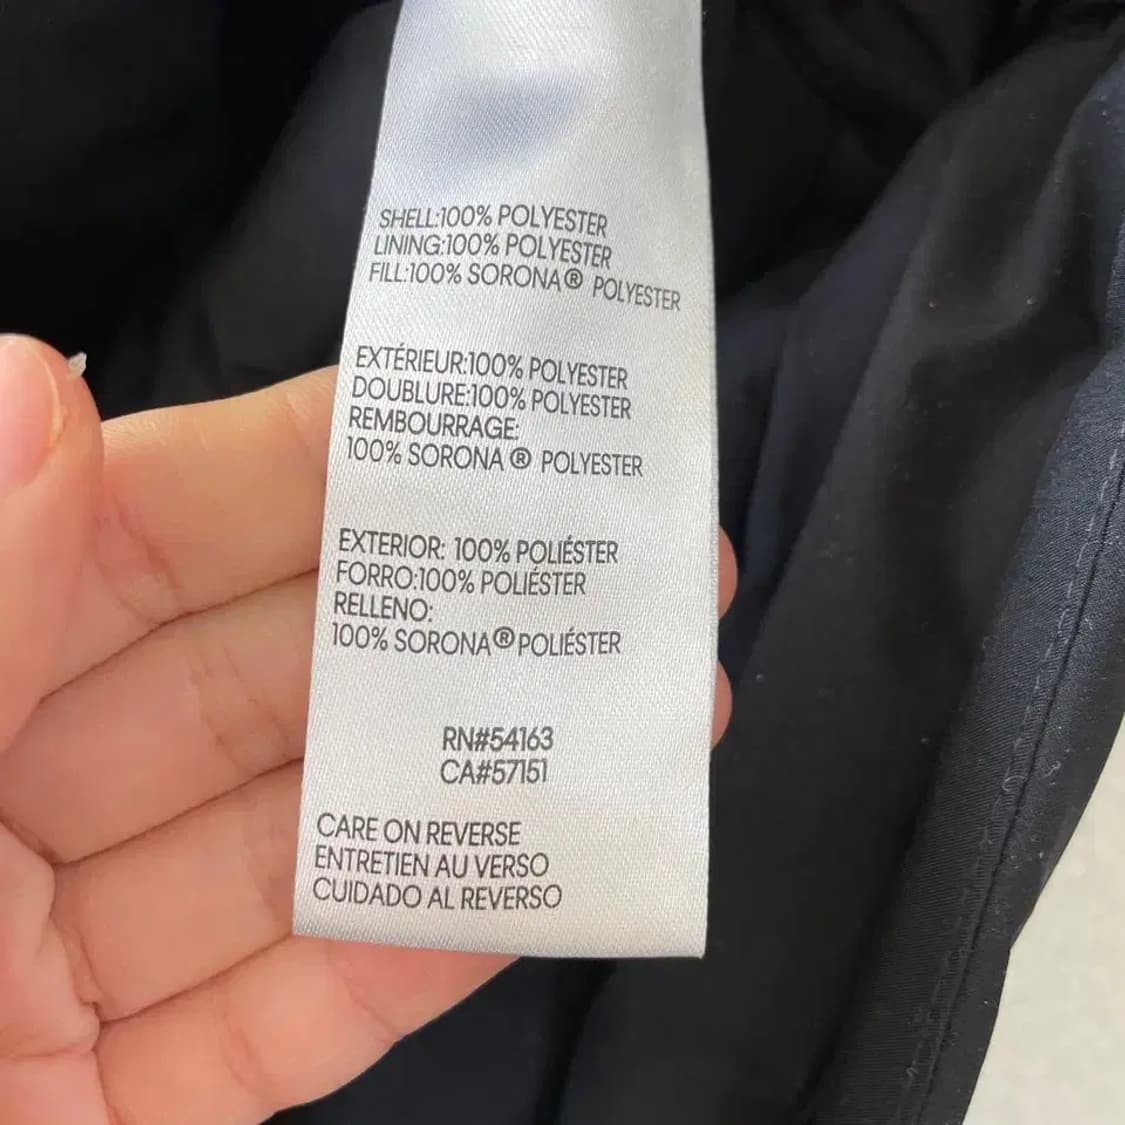 SHELL:100% POLYESTER
LINING:100% POLYESTER
FILL:100% SORONA® POLYESTER
EXTÉRIEUR:100% POLYESTER
DOUBLURE:100% POLYESTER
REMBOURRAGE:
100% SORONA® POLYESTER
EXTERIOR: 100% POLIÉSTER
FORRO:100% POLIÉSTER
RELLENO:
100% SORONA® POLIÉSTER
RN#54163
CA#57151
CARE ON REVERSE
ENTRETIEN AU VERSO
CUIDADO AL REVERSO